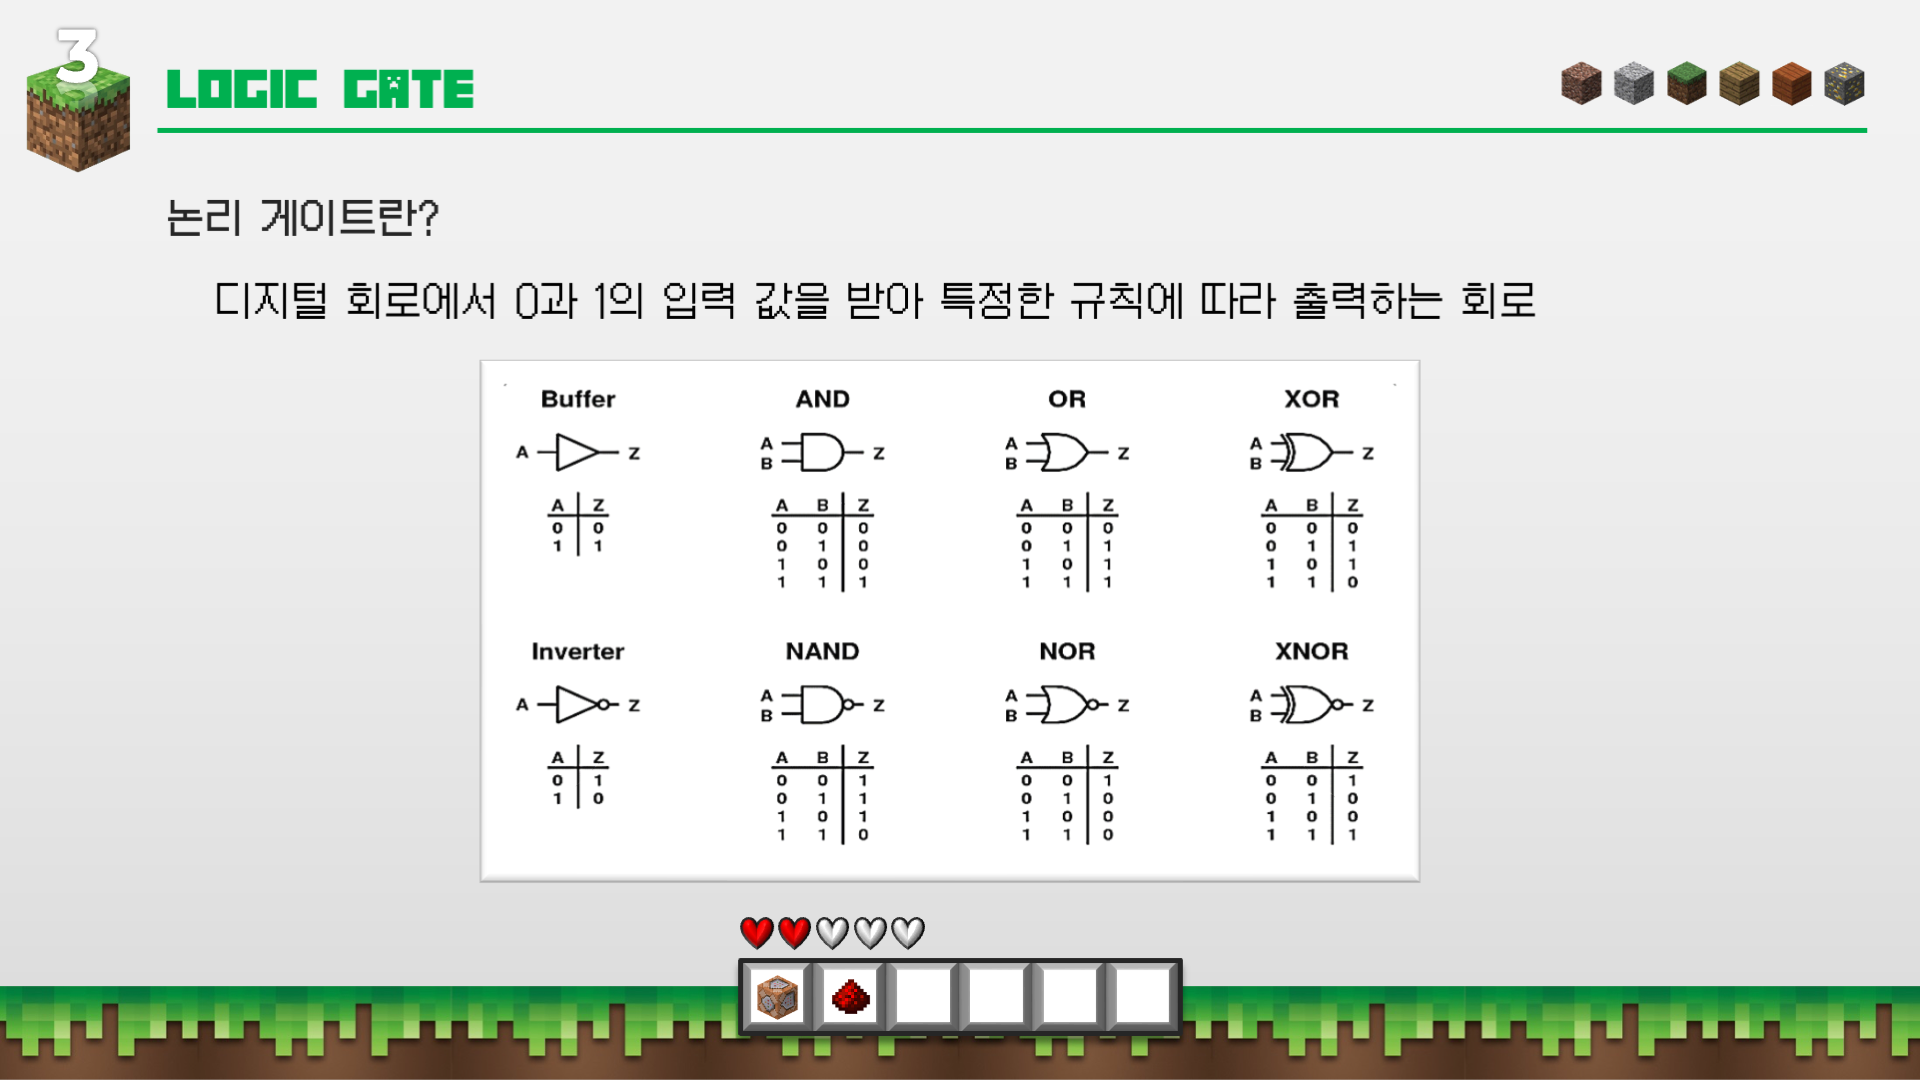 3
LOGIC GATE
논리 게이트란?
디지털 회로에서 0과 1의 입력 값을 받아 특정한 규칙에 따라 출력하는 회로
Buffer AND OR XOR
A Z A Z A Z A Z
B B B
A Z A B Z A B Z A B Z
0 0 0 0 0 0 0 0 0 0 0
1 1 0 1 0 0 1 1 0 1 1
1 0 0 1 0 1 1 0 1
1 1 1 1 1 1 1 1 0
Inverter NAND NOR XNOR
A Z A Z A Z A Z
B B B
A Z A B Z A B Z A B Z
0 1 0 0 1 0 0 1 0 0 1
1 0 0 1 1 0 1 0 0 1 0
1 0 1 1 0 0 1 0 0
1 1 0 1 1 0 1 1 1